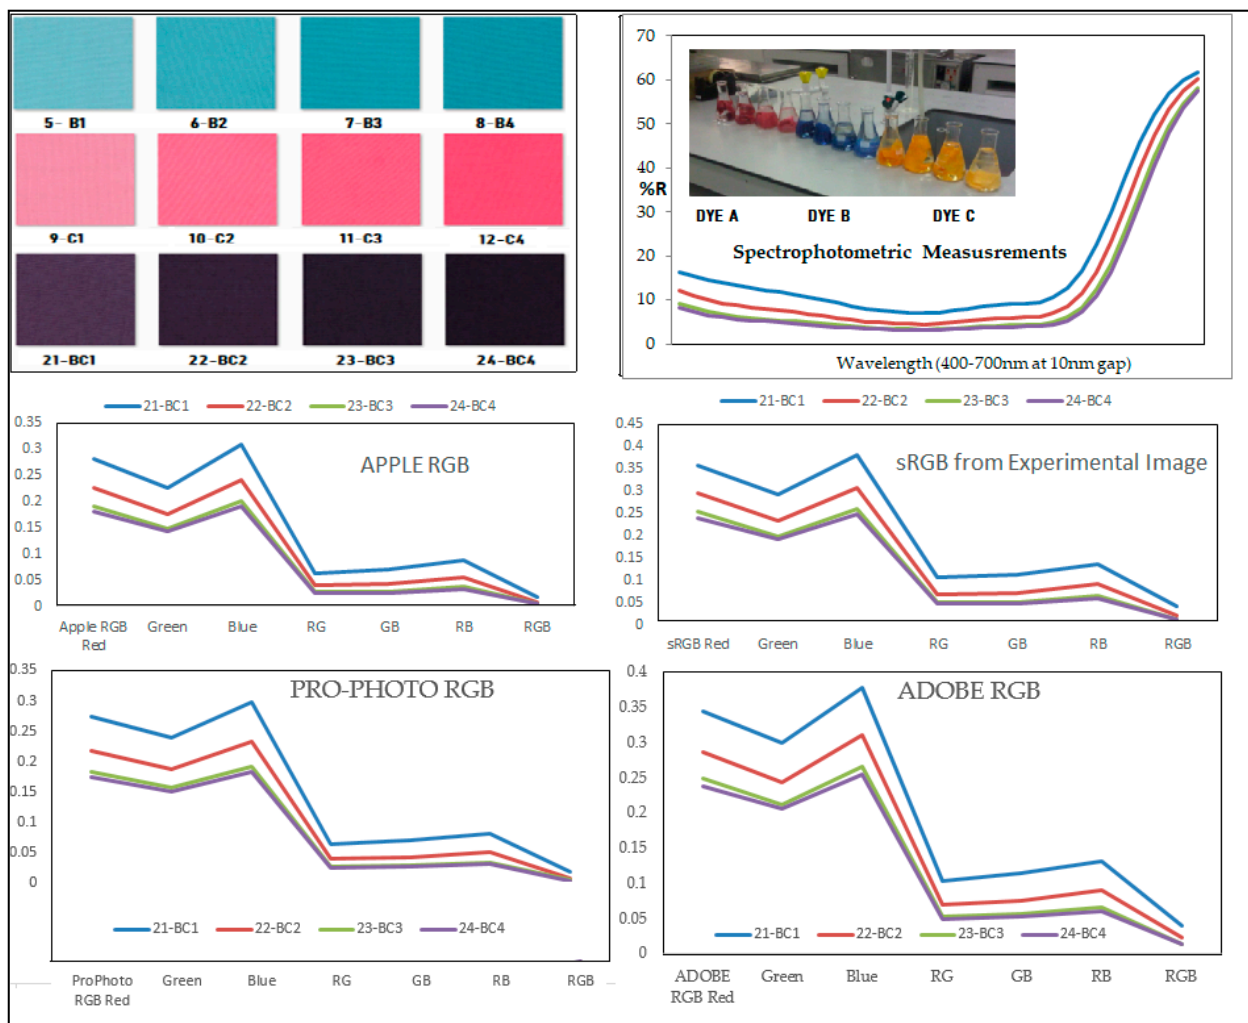 5- B1 6-B2 7-B3 8-B4
9-C1 10-C2 11-C3 12-C4
21-BC1 22-BC2 23-BC3 24-BC4
70
60
50
40
%R
30
20
10
0
DYE A DYE B DYE C
Spectrophotometric Measusrements
Wavelength (400-700nm at 10nm gap)
21-BC1 22-BC2 23-BC3 24-BC4
APPLE RGB
0.35
0.3
0.25
0.2
0.15
0.1
0.05
0
Apple RGB Green Blue RG GB RB RGB
Red
21-BC1 22-BC2 23-BC3 24-BC4
sRGB from Experimental Image
0.45
0.4
0.35
0.3
0.25
0.2
0.15
0.1
0.05
0
sRGB Red Green Blue RG GB RB RGB
PRO-PHOTO RGB
0.35
0.3
0.25
0.2
0.15
0.1
0.05
0
21-BC1 22-BC2 23-BC3 24-BC4
ProPhoto Green Blue RG GB RB RGB
RGB Red
ADOBE RGB
0.4
0.35
0.3
0.25
0.2
0.15
0.1
0.05
0
21-BC1 22-BC2 23-BC3 24-BC4
ADOBE Green Blue RG GB RB RGB
RGB Red